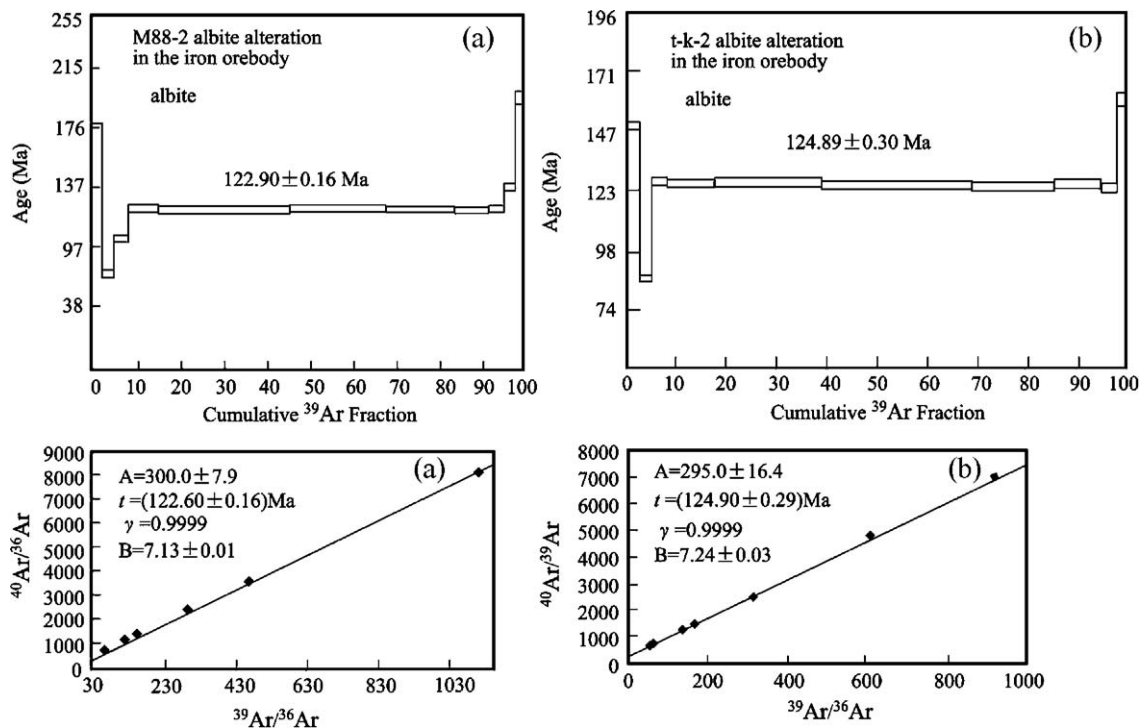 255
215
176
137
97
38
Age (Ma)
M88-2 albite alteration
in the iron orebody
albite
(a)
122.90±0.16 Ma
0 10 20 30 40 50 60 70 80 90 100
Cumulative ³⁹Ar Fraction
196
171
147
123
98
74
Age (Ma)
t-k-2 albite alteration
in the iron orebody
albite
(b)
124.89±0.30 Ma
0 10 20 30 40 50 60 70 80 90 100
Cumulative ³⁹Ar Fraction
9000
8000
7000
6000
5000
4000
3000
2000
1000
0
⁴⁰Ar/³⁶Ar
(a)
A=300.0±7.9
t=(122.60±0.16)Ma
γ=0.9999
B=7.13±0.01
30 230 430 630 830 1030
³⁹Ar/³⁶Ar
8000
7000
6000
5000
4000
3000
2000
1000
0
⁴⁰Ar/³⁹Ar
(b)
A=295.0±16.4
t=(124.90±0.29)Ma
γ=0.9999
B=7.24±0.03
0 200 400 600 800 1000
³⁹Ar/³⁶Ar